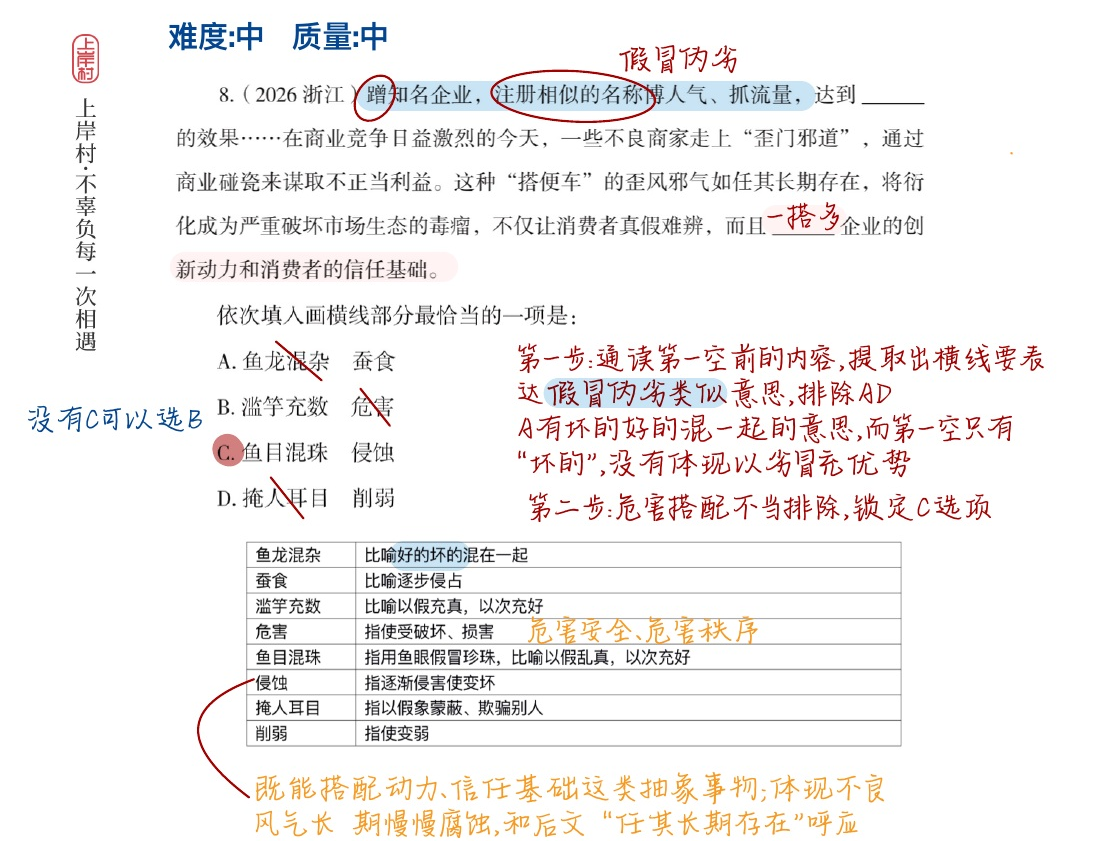 难度:中 质量:中
上岸村
上岸村·不辜负每一次相遇
假冒伪劣
8.（2026 浙江）蹭知名企业，注册相似的名称博人气、抓流量，达到______
的效果……在商业竞争日益激烈的今天，一些不良商家走上“歪门邪道”，通过
商业碰瓷来谋取不正当利益。这种“搭便车”的歪风邪气如任其长期存在，将衍
化成为严重破坏市场生态的毒瘤，不仅让消费者真假难辨，而且______企业的创
一搭多
新动力和消费者的信任基础。
依次填入画横线部分最恰当的一项是：
A. 鱼龙混杂 蚕食
B. 滥竽充数 危害
C. 鱼目混珠 侵蚀
D. 掩人耳目 削弱
没有C可以选B
第一步:通读第一空前的内容,提取出横线要表
达假冒伪劣类似意思,排除AD
A有坏的好的混一起的意思,而第一空只有
“坏的”,没有体现以劣冒充优势
第二步:危害搭配不当排除,锁定C选项
鱼龙混杂 比喻好的坏的混在一起
蚕食 比喻逐步侵占
滥竽充数 比喻以假充真，以次充好
危害 指使受破坏、损害 危害安全、危害秩序
鱼目混珠 指用鱼眼假冒珍珠，比喻以假乱真，以次充好
侵蚀 指逐渐侵害使变坏
掩人耳目 指以假象蒙蔽、欺骗别人
削弱 指使变弱
既能搭配动力、信任基础这类抽象事物;体现不良
风气长 期慢慢腐蚀,和后文“任其长期存在”呼应